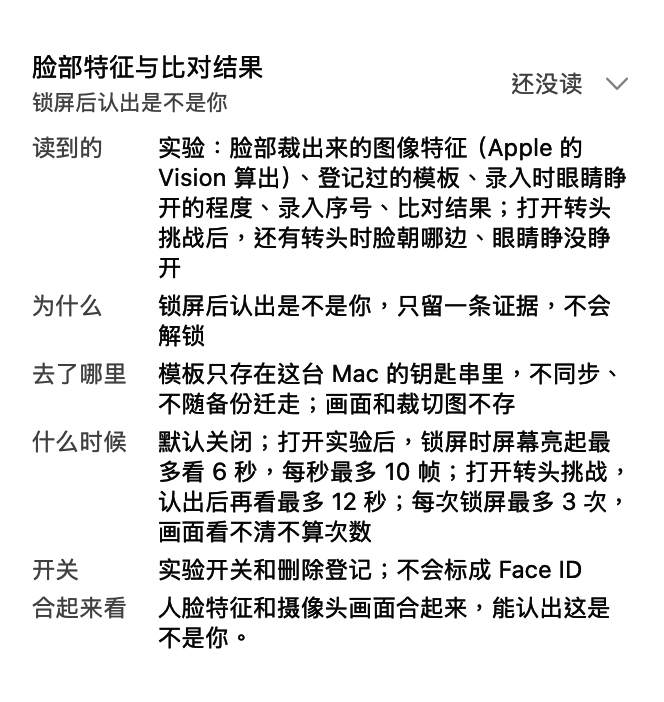 脸部特征与比对结果
还没读
锁屏后认出是不是你
读到的
实验：脸部裁出来的图像特征（Apple 的
Vision 算出）、登记过的模板、录入时眼睛睁
开的程度、录入序号、比对结果；打开转头
挑战后，还有转头时脸朝哪边、眼睛睁没睁
开
为什么
锁屏后认出是不是你，只留一条证据，不会
解锁
去了哪里
模板只存在这台 Mac 的钥匙串里，不同步、
不随备份迁走；画面和裁切图不存
什么时候
默认关闭；打开实验后，锁屏时屏幕亮起最
多看 6 秒，每秒最多 10 帧；打开转头挑战，
认出后再看最多 12 秒；每次锁屏最多 3 次，
画面看不清不算次数
开关
实验开关和删除登记；不会标成 Face ID
合起来看
人脸特征和摄像头画面合起来，能认出这是
不是你。